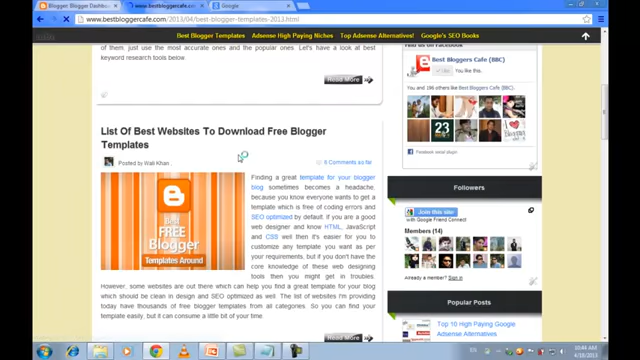 Blogger: Blogger Dashbo
www.bestbloggercafe.co
Google
www.bestbloggercafe.com/2013/04/best-blogger-templates-2013.html
Best Blogger Templates
Adsense High Paying Niches
Top Adsense Alternatives!
Google's SEO Books
of them, just use the most accurate ones and the popular ones. Let's have a look at best
keyword research tools below
Read More
List Of Best Websites To Download Free Blogger
Templates
Posted by Wali Khan .
6 Comments so far
BEST
FREE
Blogger
Templates Around
Finding a great template for your blogger
blog sometimes becomes a headache,
because you know everyone wants to get a
template which is free of coding errors and
SEO optimized by default. If you are a good
web designer and know HTML, JavaScript
and CSS well then it's easier for you to
customize any template you want as per
your requirements, but if you don't have the
core knowledge of these web designing
tools then you might get in troubles.
However, some websites are out there which can help you find a great template for your blog
which should be clean in design and SEO optimized as well. The list of websites I'm providing
today have thousands of free blogger templates from all categories. So you can find your
template easily, but it can consume a little bit of your time.
Read More
Find us on Facebook
Best Bloggers Cafe (BBC)
Like
You like this.
You and 196 others like Best Bloggers Cafe (BBC).
23
Facebook social plugin
Followers
Join this site
with Google Friend Connect
Members (14)
Already a member? Sign in
Popular Posts
Top 10 High Paying Google
Adsense Alternatives
10:44 AM
4/18/2013